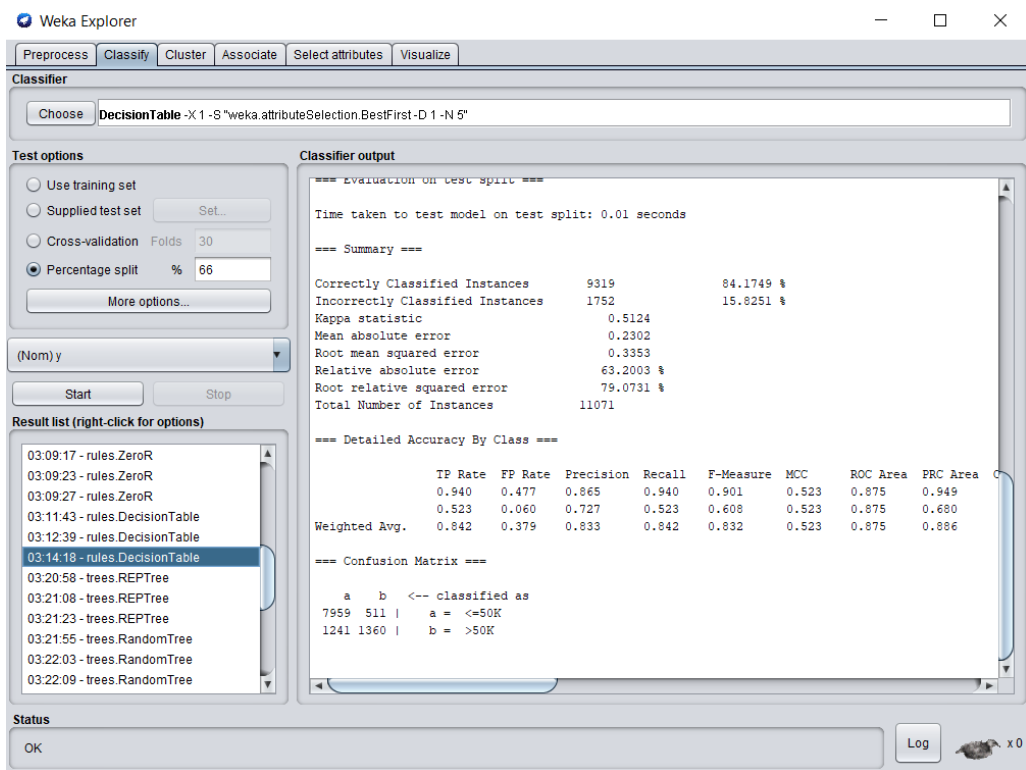 Weka Explorer
Preprocess Classify Cluster Associate Select attributes Visualize
Classifier
Choose DecisionTable -X 1 -S "weka.attributeSelection.BestFirst -D 1 -N 5"
Test options
Use training set
Supplied test set Set...
Cross-validation Folds 30
Percentage split % 66
More options...
(Nom) y
Start Stop
Result list (right-click for options)
03:09:17 - rules.ZeroR
03:09:23 - rules.ZeroR
03:09:27 - rules.ZeroR
03:11:43 - rules.DecisionTable
03:12:39 - rules.DecisionTable
03:14:18 - rules.DecisionTable
03:20:58 - trees.REPTree
03:21:08 - trees.REPTree
03:21:23 - trees.REPTree
03:21:55 - trees.RandomTree
03:22:03 - trees.RandomTree
03:22:09 - trees.RandomTree
Classifier output
=== Evaluation on test split ===
Time taken to test model on test split: 0.01 seconds
=== Summary ===
Correctly Classified Instances 9319 84.1749 %
Incorrectly Classified Instances 1752 15.8251 %
Kappa statistic 0.5124
Mean absolute error 0.2302
Root mean squared error 0.3353
Relative absolute error 63.2003 %
Root relative squared error 79.0731 %
Total Number of Instances 11071
=== Detailed Accuracy By Class ===
TP Rate FP Rate Precision Recall F-Measure MCC ROC Area PRC Area
0.940 0.477 0.865 0.940 0.901 0.523 0.875 0.949
0.523 0.060 0.727 0.523 0.608 0.523 0.875 0.680
Weighted Avg. 0.842 0.379 0.833 0.842 0.832 0.523 0.875 0.886
=== Confusion Matrix ===
a b <-- classified as
7959 511 | a = <=50K
1241 1360 | b = >50K
Status
OK
Log
x 0